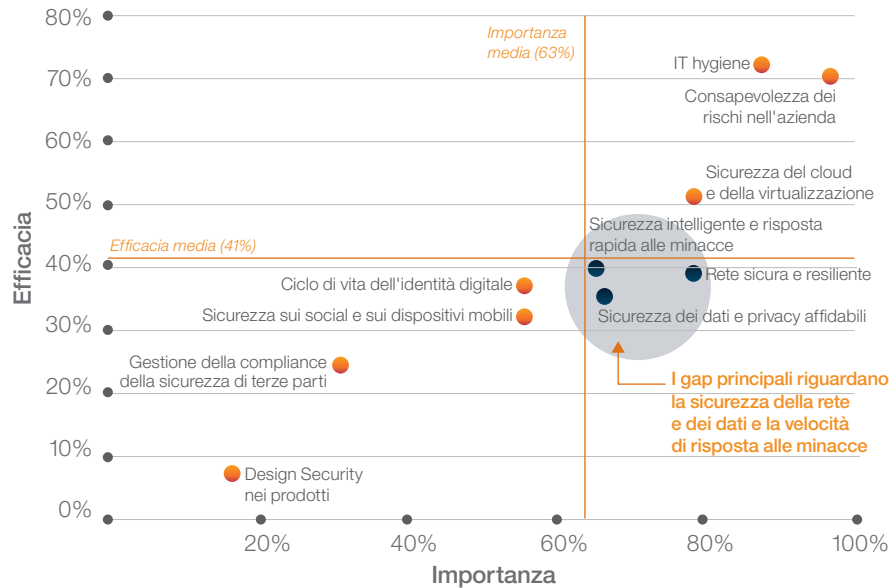 80%
70%
60%
50%
40%
30%
20%
10%
0%
Efficacia
Importanza
media (63%)
IT hygiene
Consapevolezza dei
rischi nell'azienda
Sicurezza del cloud
e della virtualizzazione
Sicurezza intelligente e risposta
rapida alle minacce
Efficacia media (41%)
Rete sicura e resiliente
Ciclo di vita dell'identità digitale
Sicurezza sui social e sui dispositivi mobili
Sicurezza dei dati e privacy affidabili
Gestione della compliance
della sicurezza di terze parti
I gap principali riguardano
la sicurezza della rete
e dei dati e la velocità
di risposta alle minacce
Design Security
nei prodotti
20%
40%
60%
80%
100%
Importanza